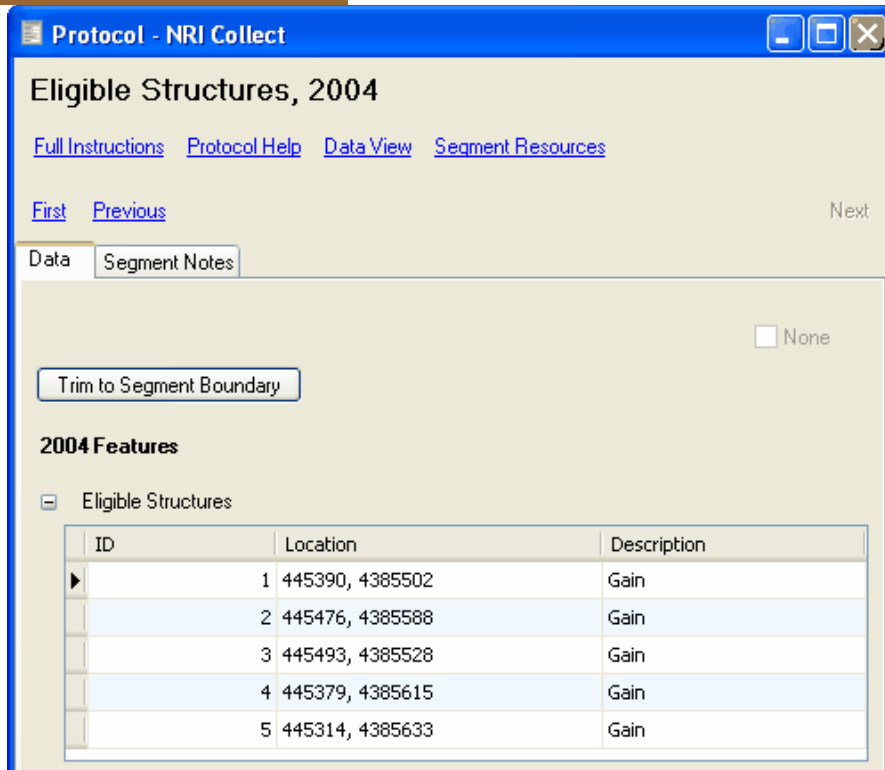 Protocol - NRI Collect
Eligible Structures, 2004
Full Instructions Protocol Help Data View Segment Resources
First Previous Next
Data Segment Notes
None
Trim to Segment Boundary
2004 Features
Eligible Structures
ID Location Description
1 445390, 4385502 Gain
2 445476, 4385588 Gain
3 445493, 4385528 Gain
4 445379, 4385615 Gain
5 445314, 4385633 Gain